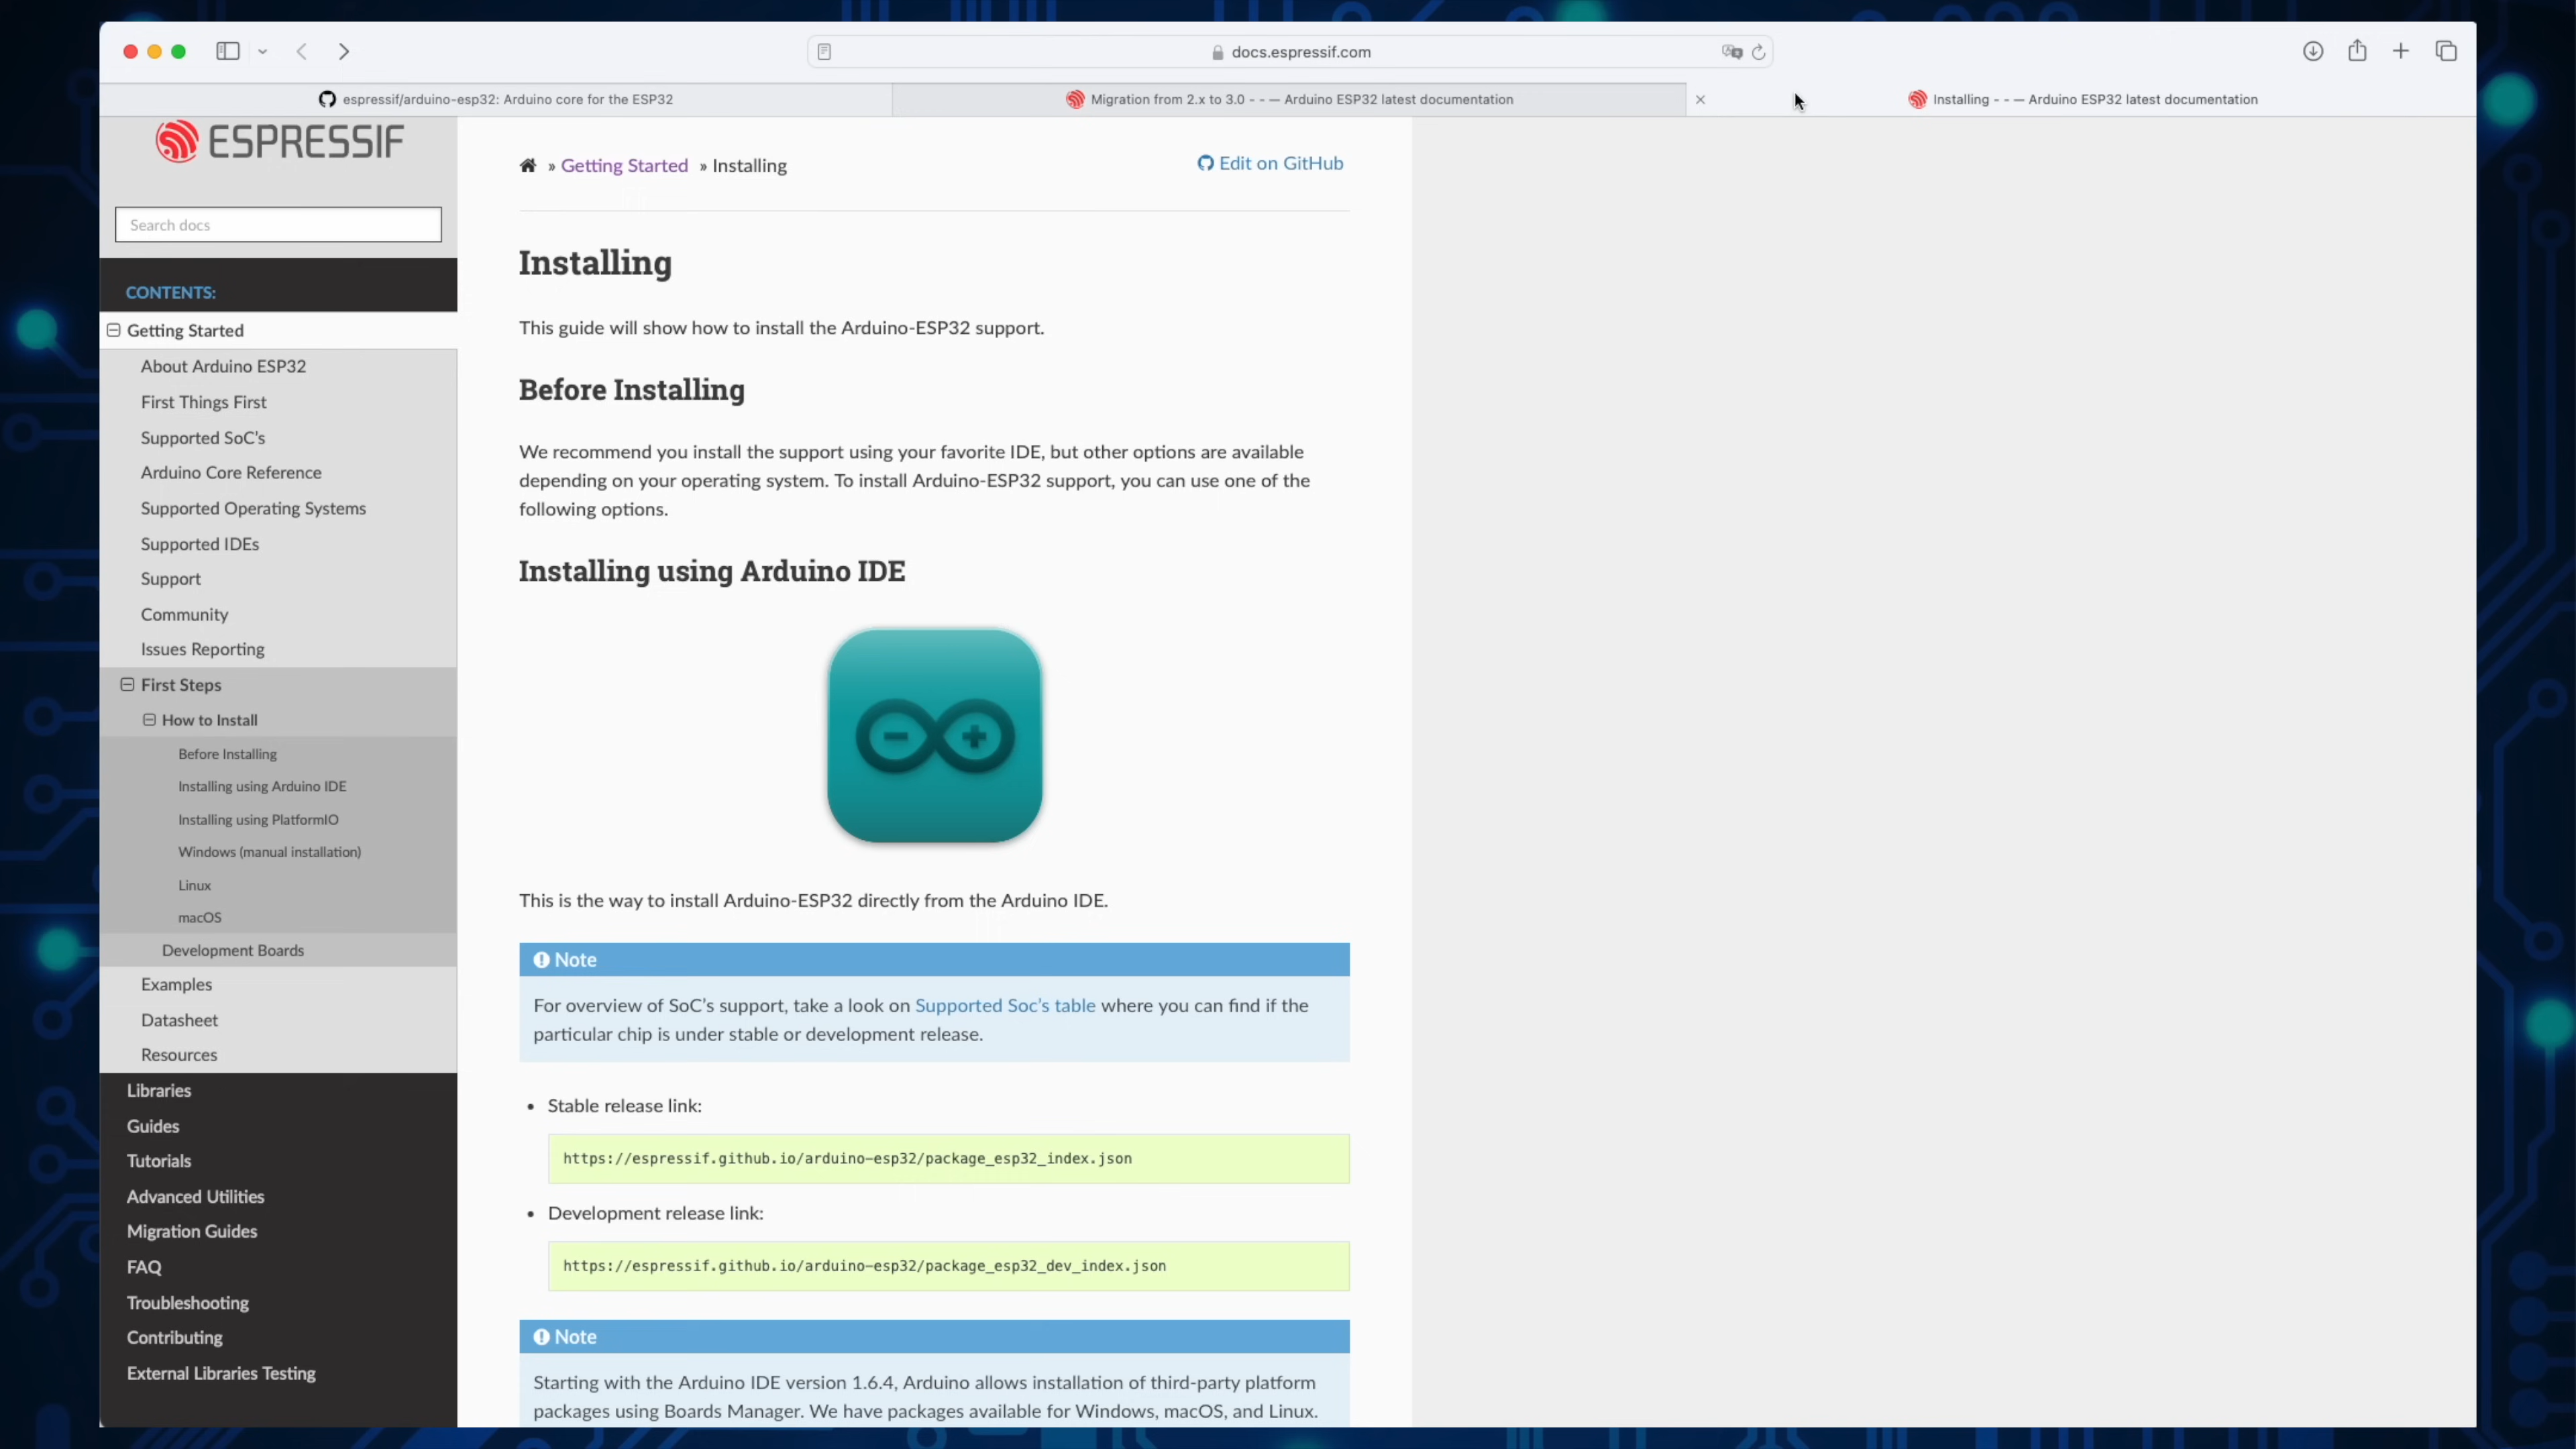 docs.espressif.com
espressif/arduino-esp32: Arduino core for the ESP32
Migration from 2.x to 3.0 - - — Arduino ESP32 latest documentation
Installing - - — Arduino ESP32 latest documentation
ESPRESSIF
Search docs
CONTENTS:
Getting Started
About Arduino ESP32
First Things First
Supported SoC's
Arduino Core Reference
Supported Operating Systems
Supported IDEs
Support
Community
Issues Reporting
First Steps
How to Install
Before Installing
Installing using Arduino IDE
Installing using PlatformIO
Windows (manual installation)
Linux
macOS
Development Boards
Examples
Datasheet
Resources
Libraries
Guides
Tutorials
Advanced Utilities
Migration Guides
FAQ
Troubleshooting
Contributing
External Libraries Testing
» Getting Started » Installing
Edit on GitHub
Installing
This guide will show how to install the Arduino-ESP32 support.
Before Installing
We recommend you install the support using your favorite IDE, but other options are available
depending on your operating system. To install Arduino-ESP32 support, you can use one of the
following options.
Installing using Arduino IDE
This is the way to install Arduino-ESP32 directly from the Arduino IDE.
Note
For overview of SoC's support, take a look on Supported Soc's table where you can find if the
particular chip is under stable or development release.
• Stable release link:
https://espressif.github.io/arduino-esp32/package_esp32_index.json
• Development release link:
https://espressif.github.io/arduino-esp32/package_esp32_dev_index.json
Note
Starting with the Arduino IDE version 1.6.4, Arduino allows installation of third-party platform
packages using Boards Manager. We have packages available for Windows, macOS, and Linux.